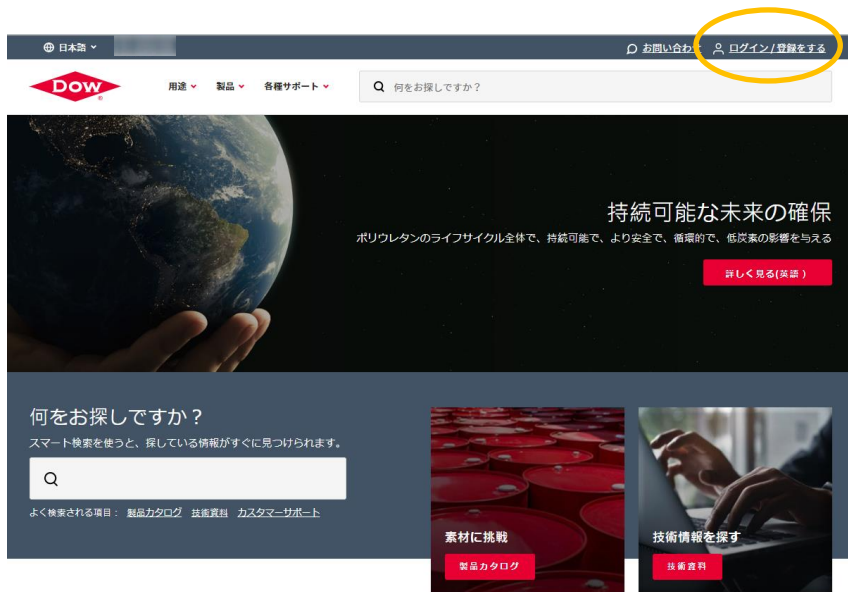 日本語
お問い合わせ
ログイン/登録をする
DOW
用途
製品
各種サポート
何をお探しですか？
持続可能な未来の確保
ポリウレタンのライフサイクル全体で、持続可能で、より安全で、循環的で、低炭素の影響を与える
詳しく見る(英語 )
何をお探しですか？
スマート検索を使うと、探している情報がすぐに見つけられます。
よく検索される項目： 製品カタログ 技術資料 カスタマーサポート
素材に挑戦
製品カタログ
技術情報を探す
技術資料